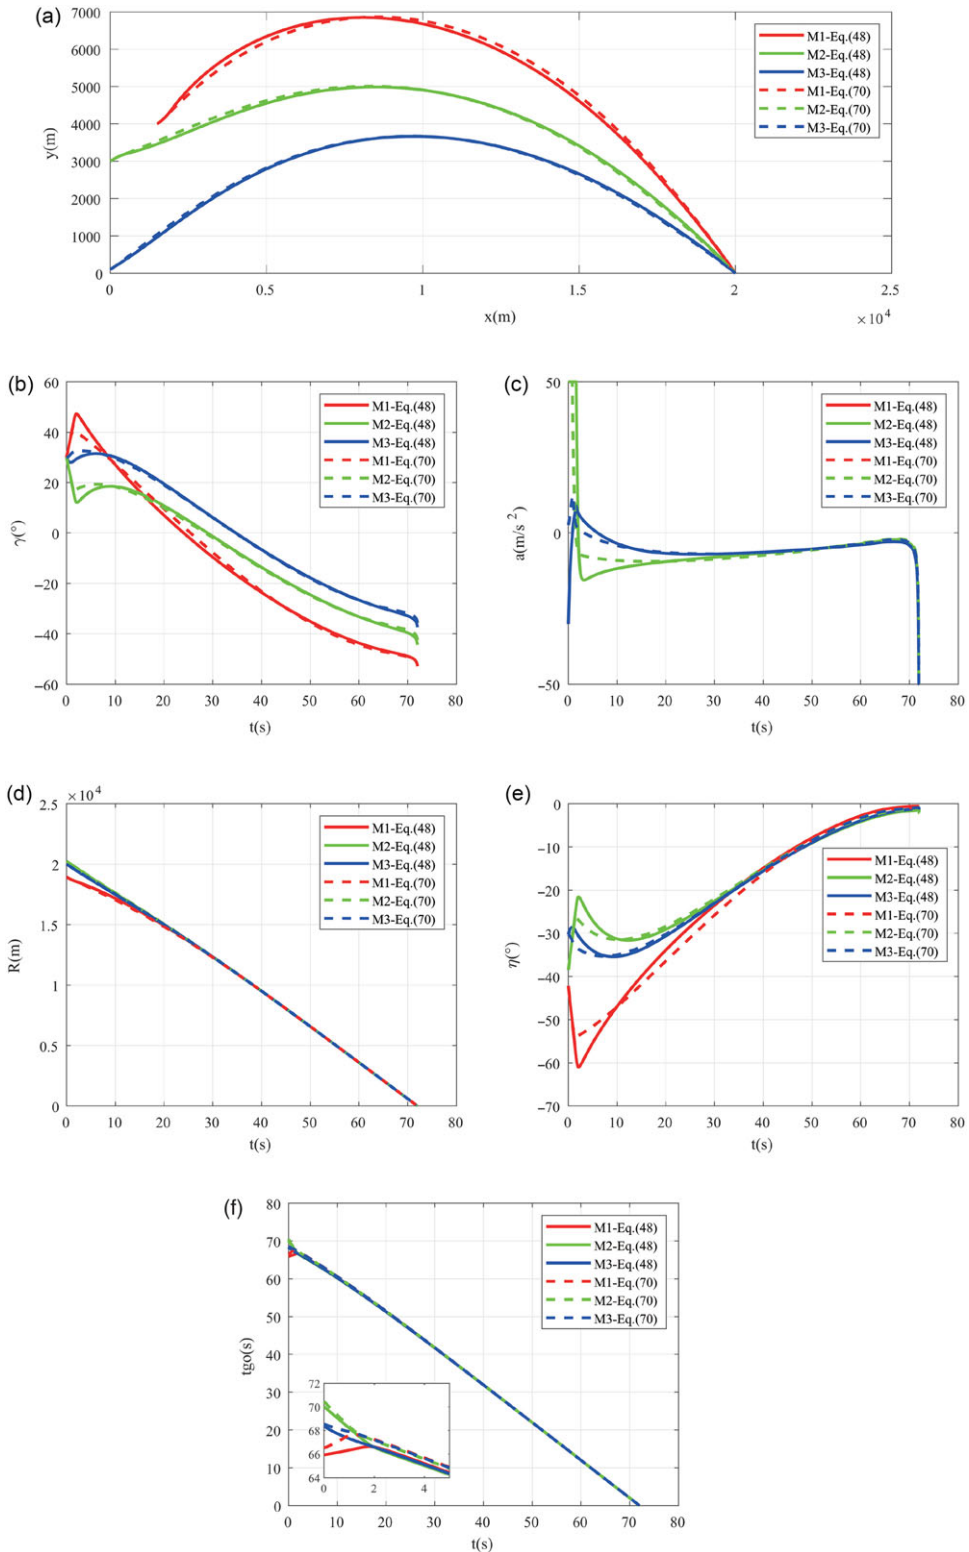 (a)
7000
6000
5000
4000
3000
2000
1000
0
y(m)
0
0.5
1
1.5
2
2.5
x(m)
×10⁴
M1-Eq.(48)
M2-Eq.(48)
M3-Eq.(48)
M1-Eq.(70)
M2-Eq.(70)
M3-Eq.(70)
(b)
60
40
20
0
−20
−40
−60
γ(°)
0 10 20 30 40 50 60 70 80
t(s)
M1-Eq.(48)
M2-Eq.(48)
M3-Eq.(48)
M1-Eq.(70)
M2-Eq.(70)
M3-Eq.(70)
(c)
50
0
−50
a(m/s²)
0 10 20 30 40 50 60 70 80
t(s)
M1-Eq.(48)
M2-Eq.(48)
M3-Eq.(48)
M1-Eq.(70)
M2-Eq.(70)
M3-Eq.(70)
(d)
×10⁴
2.5
2
1.5
1
0.5
0
R(m)
0 10 20 30 40 50 60 70 80
t(s)
M1-Eq.(48)
M2-Eq.(48)
M3-Eq.(48)
M1-Eq.(70)
M2-Eq.(70)
M3-Eq.(70)
(e)
0
−10
−20
−30
−40
−50
−60
−70
η(°)
0 10 20 30 40 50 60 70 80
t(s)
M1-Eq.(48)
M2-Eq.(48)
M3-Eq.(48)
M1-Eq.(70)
M2-Eq.(70)
M3-Eq.(70)
(f)
80
70
60
50
40
30
20
10
0
tgo(s)
0 10 20 30 40 50 60 70 80
t(s)
M1-Eq.(48)
M2-Eq.(48)
M3-Eq.(48)
M1-Eq.(70)
M2-Eq.(70)
M3-Eq.(70)
72
70
68
66
64
0 2 4